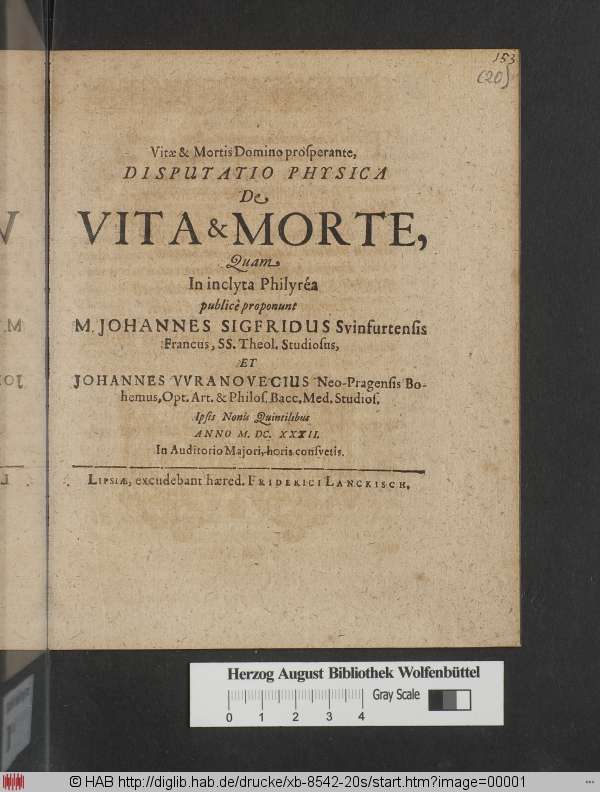 153
(20)
Vitæ & Mortis Domino proſperante,
DISPUTATIO PHYSICA
De
VITA & MORTE,
Quam
In inclyta Philyréa
publicè proponunt
M. JOHANNES SIGFRIDUS Svinfurtenſis
Francus, SS. Theol. Studioſus,
ET
JOHANNES VVRANOVECIUS Neo-Pragenſis Bo-
hemus, Opt. Art. & Philoſ. Bacc. Med. Studioſ.
Ipſis Nonis Quintilibus
ANNO M. DC. XXXII.
In Auditorio Majori, horis conſvetis.
LIPSIÆ, excudebant hæred. FRIDERICI LANCKISCH.
Herzog August Bibliothek Wolfenbüttel
Gray Scale
0 1 2 3 4
© HAB http://diglib.hab.de/drucke/xb-8542-20s/start.htm?image=00001